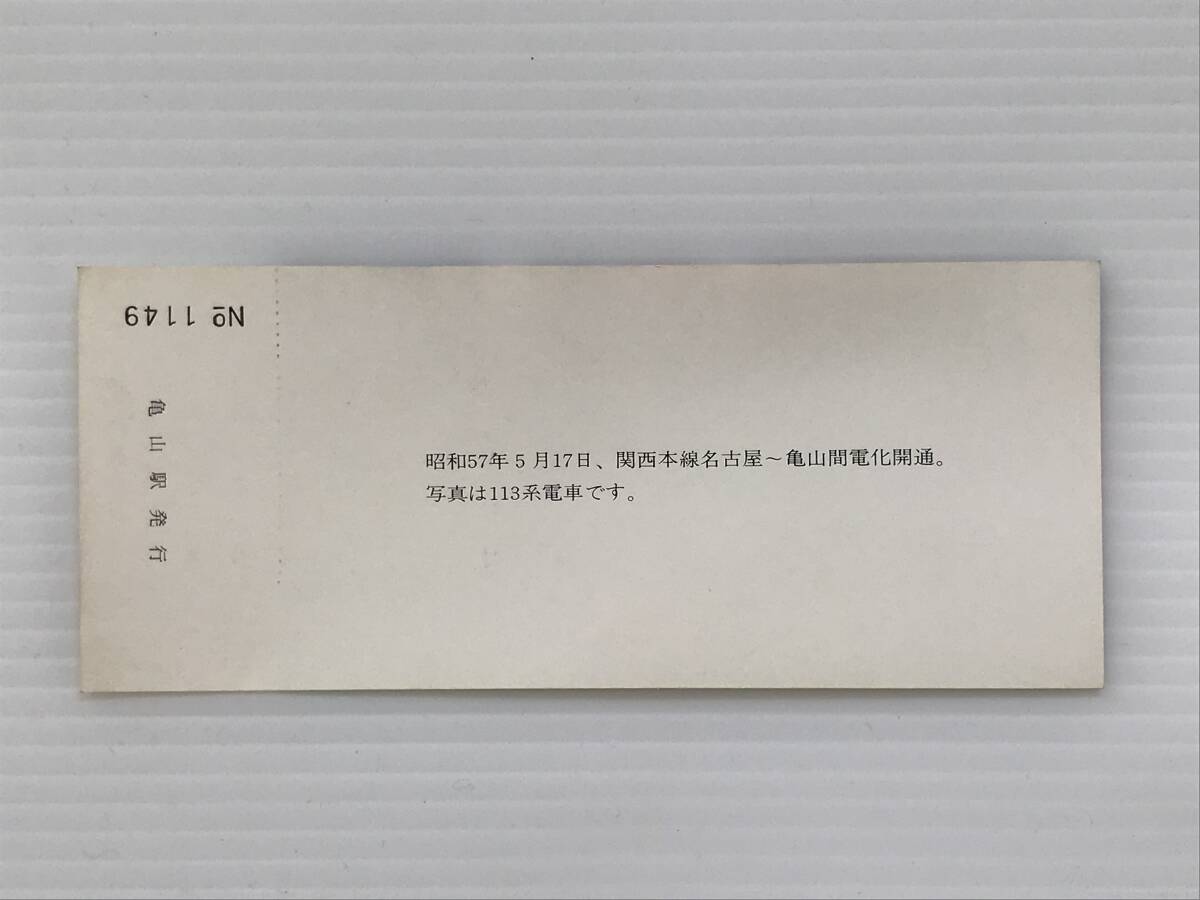 № 1149
亀山駅発行
昭和57年5月17日、関西本線名古屋～亀山間電化開通。
写真は113系電車です。